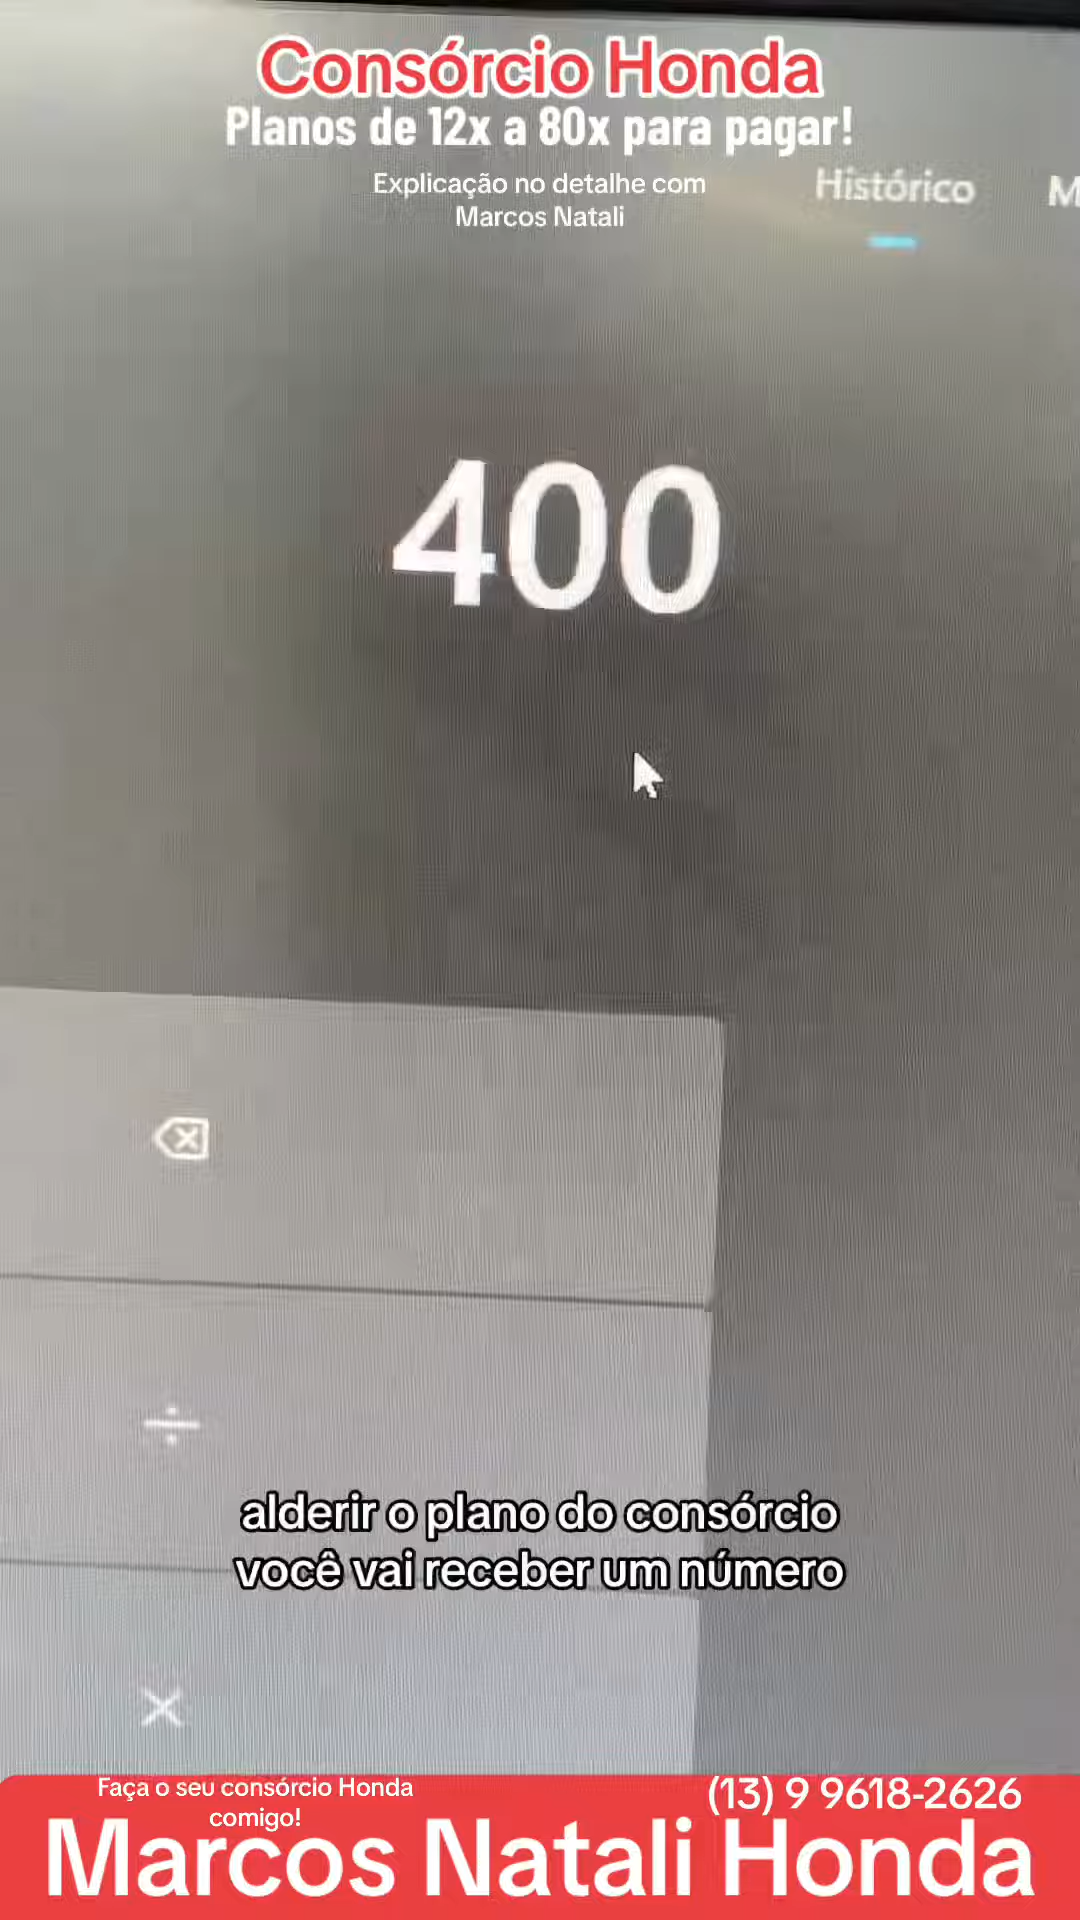 Consórcio Honda
Planos de 12x a 80x para pagar!
Explicação no detalhe com
Marcos Natali
Histórico
M
400
÷
×
alderir o plano do consórcio
você vai receber um número
Faça o seu consórcio Honda
comigo!
(13) 9 9618-2626
Marcos Natali Honda